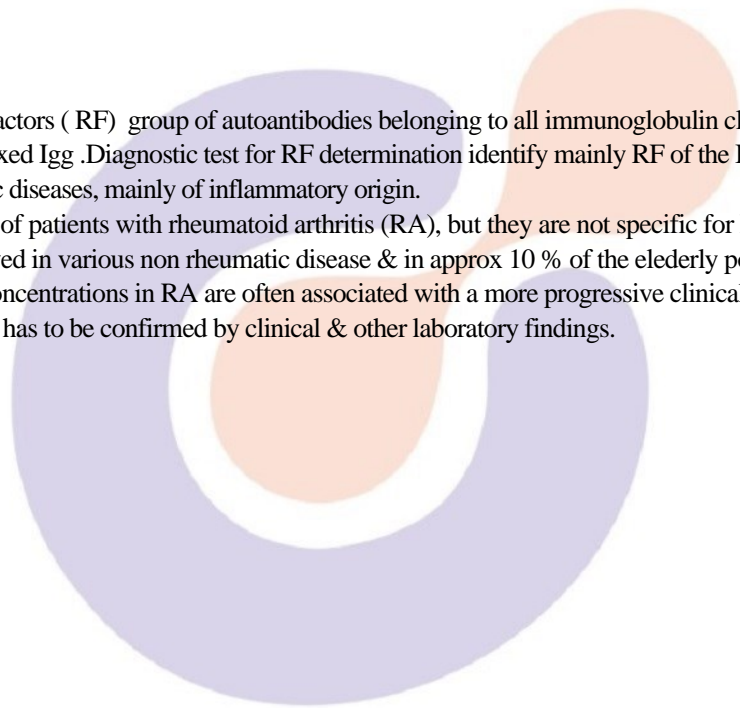 actors ( RF) group of autoantibodies belonging to all immunoglobulin
xed Igg .Diagnostic test for RF determination identify mainly RF of the
diseases, mainly of inflammatory origin.
of patients with rheumatoid arthritis (RA), but they are not specific for
ved in various non rheumatic disease & in approx 10 % of the elederly
oncentrations in RA are often associated with a more progressive clinical
has to be confirmed by clinical & other laboratory findings.